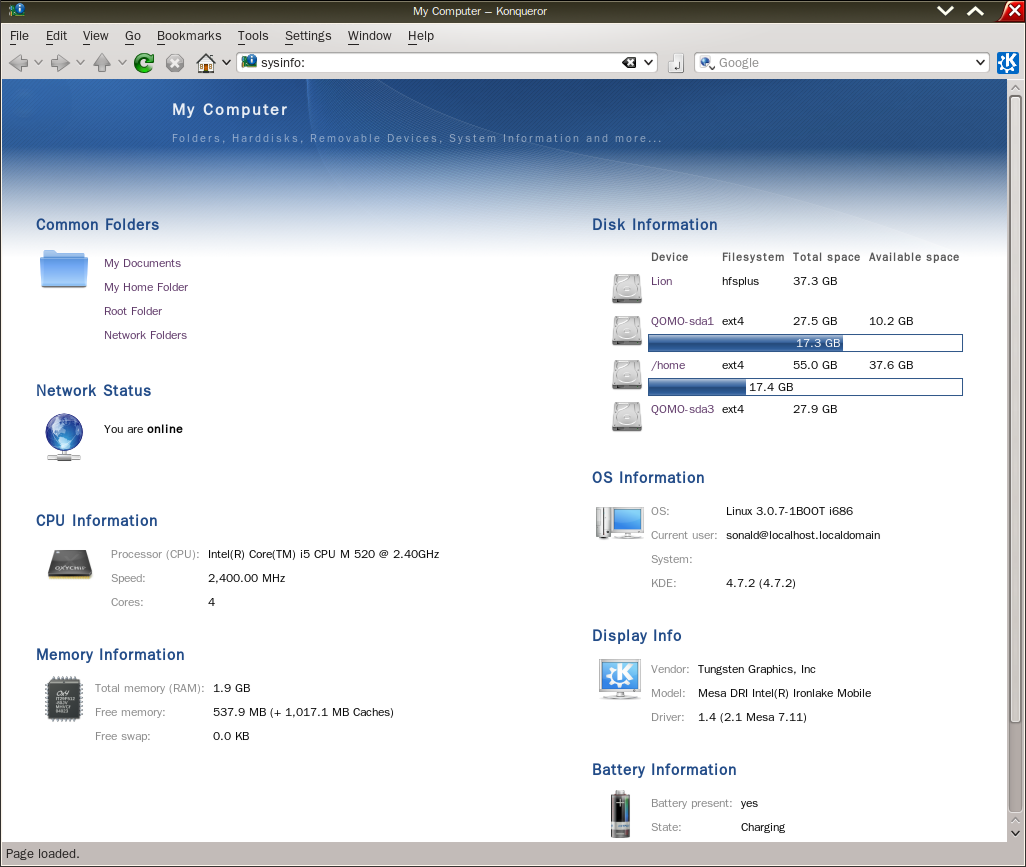 My Computer – Konqueror
File Edit View Go Bookmarks Tools Settings Window Help
sysinfo: Google
My Computer
Folders, Harddisks, Removable Devices, System Information and more...
Common Folders
My Documents
My Home Folder
Root Folder
Network Folders
Network Status
You are online
CPU Information
Processor (CPU): Intel(R) Core(TM) i5 CPU M 520 @ 2.40GHz
Speed: 2,400.00 MHz
Cores: 4
Memory Information
Total memory (RAM): 1.9 GB
Free memory: 537.9 MB (+ 1,017.1 MB Caches)
Free swap: 0.0 KB
Disk Information
Device Filesystem Total space Available space
Lion hfsplus 37.3 GB
QOMO-sda1 ext4 27.5 GB 10.2 GB
17.3 GB
/home ext4 55.0 GB 37.6 GB
17.4 GB
QOMO-sda3 ext4 27.9 GB
OS Information
OS: Linux 3.0.7-1BOOT i686
Current user: sonald@localhost.localdomain
System:
KDE: 4.7.2 (4.7.2)
Display Info
Vendor: Tungsten Graphics, Inc
Model: Mesa DRI Intel(R) Ironlake Mobile
Driver: 1.4 (2.1 Mesa 7.11)
Battery Information
Battery present: yes
State: Charging
Page loaded.